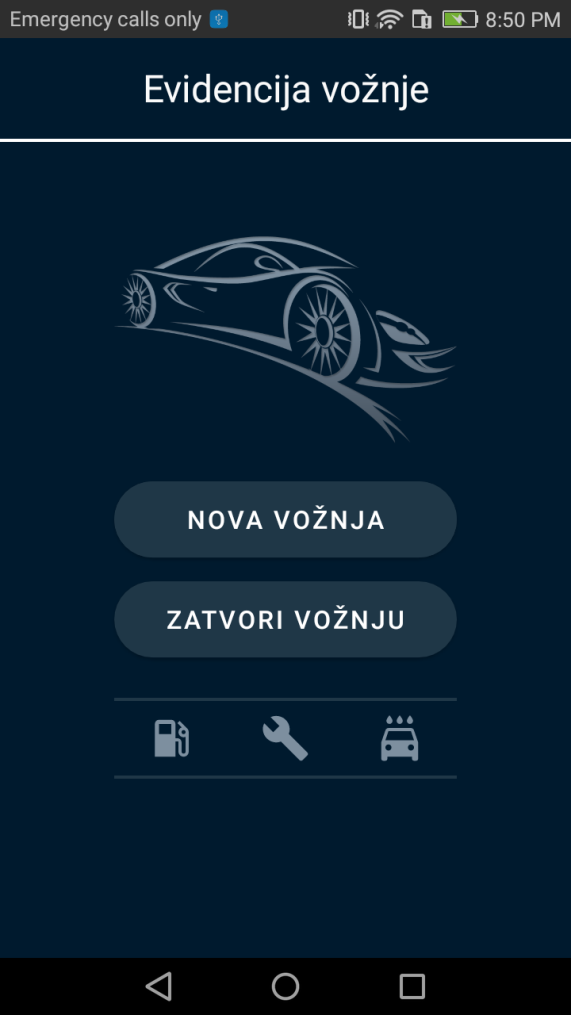 Emergency calls only
8:50 PM
Evidencija vožnje
NOVA VOŽNJA
ZATVORI VOŽNJU